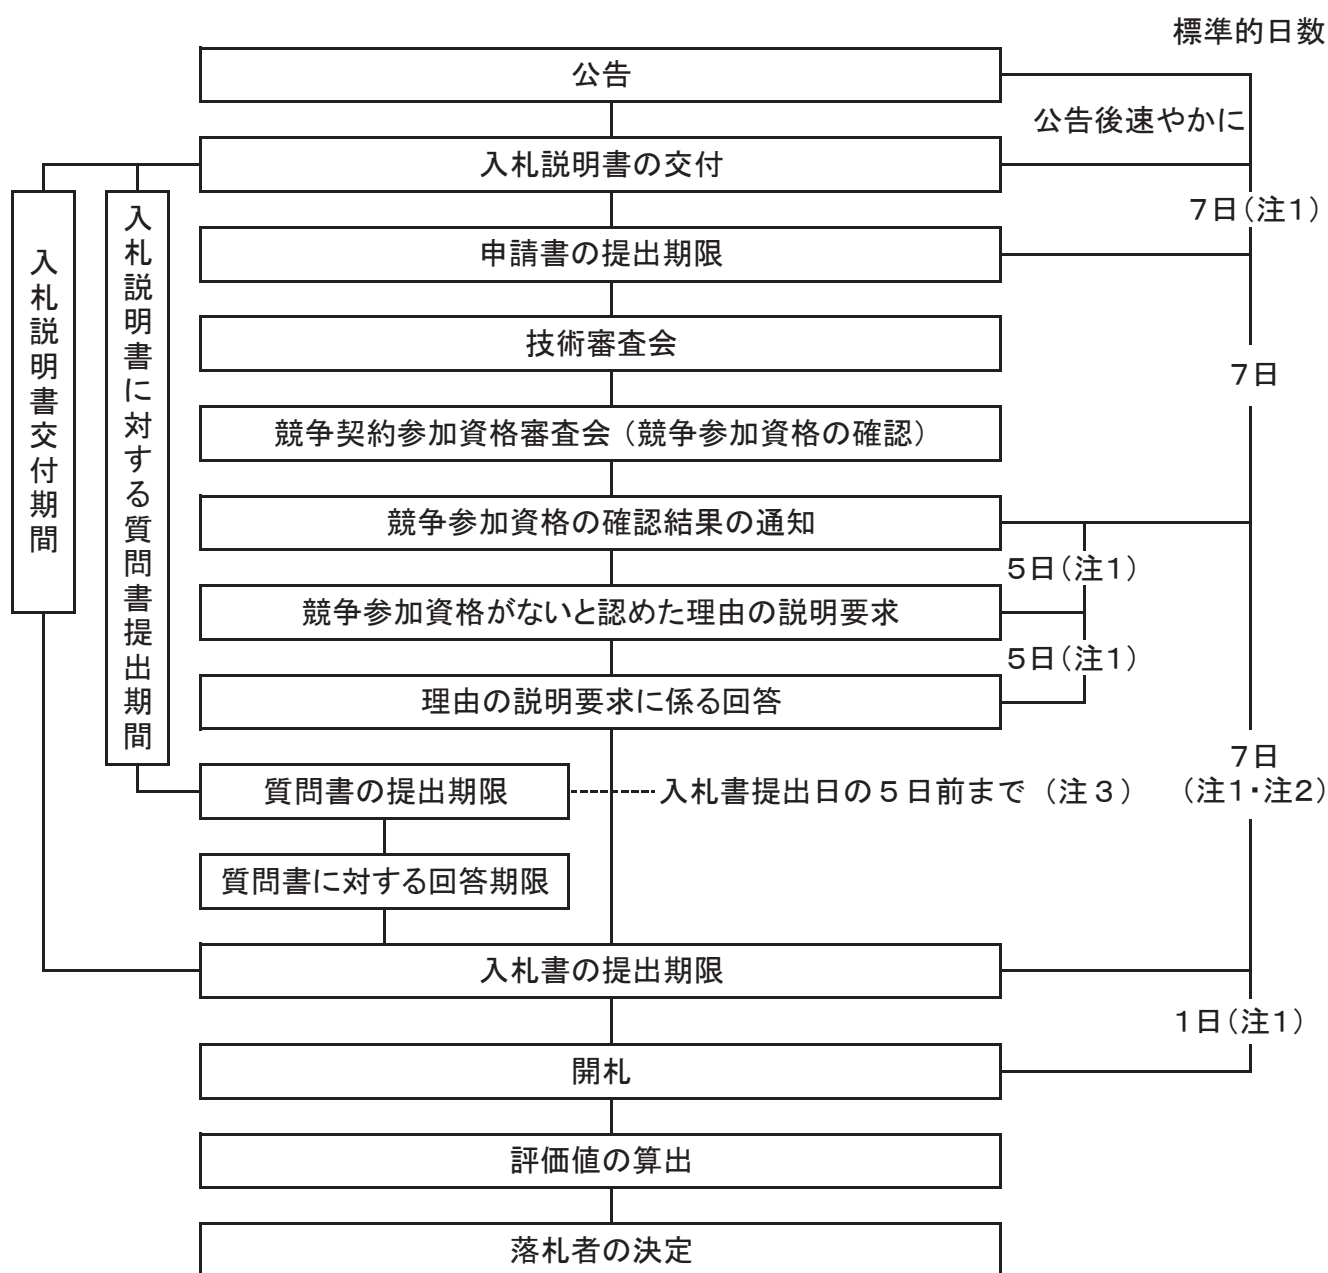 標準的日数
公告
公告後速やかに
入札説明書の交付
7日（注1）
申請書の提出期限
技術審査会
7日
競争契約参加資格審査会（競争参加資格の確認）
競争参加資格の確認結果の通知
5日（注1）
競争参加資格がないと認めた理由の説明要求
5日（注1）
理由の説明要求に係る回答
7日
（注1・注2）
質問書の提出期限
入札書提出日の５日前まで（注３）
質問書に対する回答期限
入札書の提出期限
1日（注1）
開札
評価値の算出
落札者の決定
入札説明書に対する質問書提出期間
入札説明書交付期間